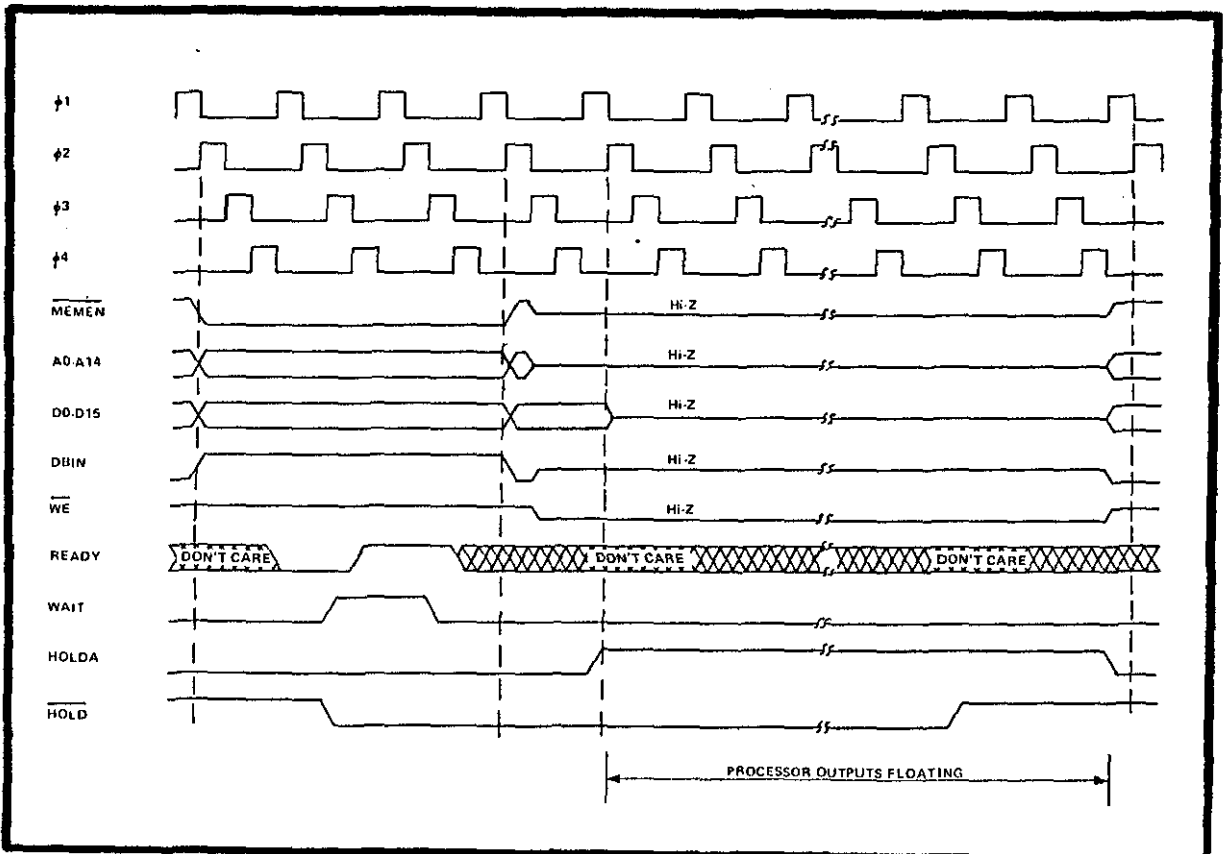 ϕ1
ϕ2
ϕ3
ϕ4
MEMEN Hi-Z
A0-A14 Hi-Z
D0-D15 Hi-Z
DBIN Hi-Z
WE Hi-Z
READY DON'T CARE DON'T CARE DON'T CARE
WAIT
HOLDA
HOLD
PROCESSOR OUTPUTS FLOATING